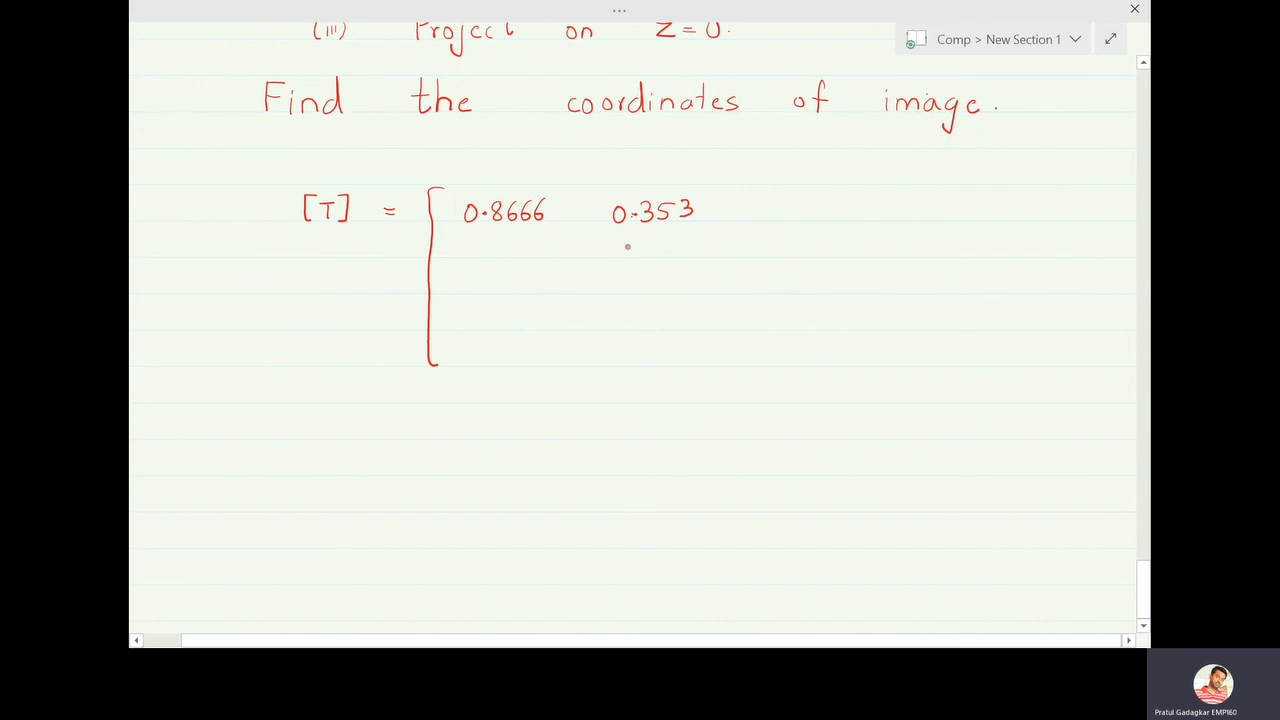 (iii) Project on Z=0.
Comp > New Section 1
Find the coordinates of image.
[T] = [ 0.8666 0.353
Pratul Gadagkar EMP160